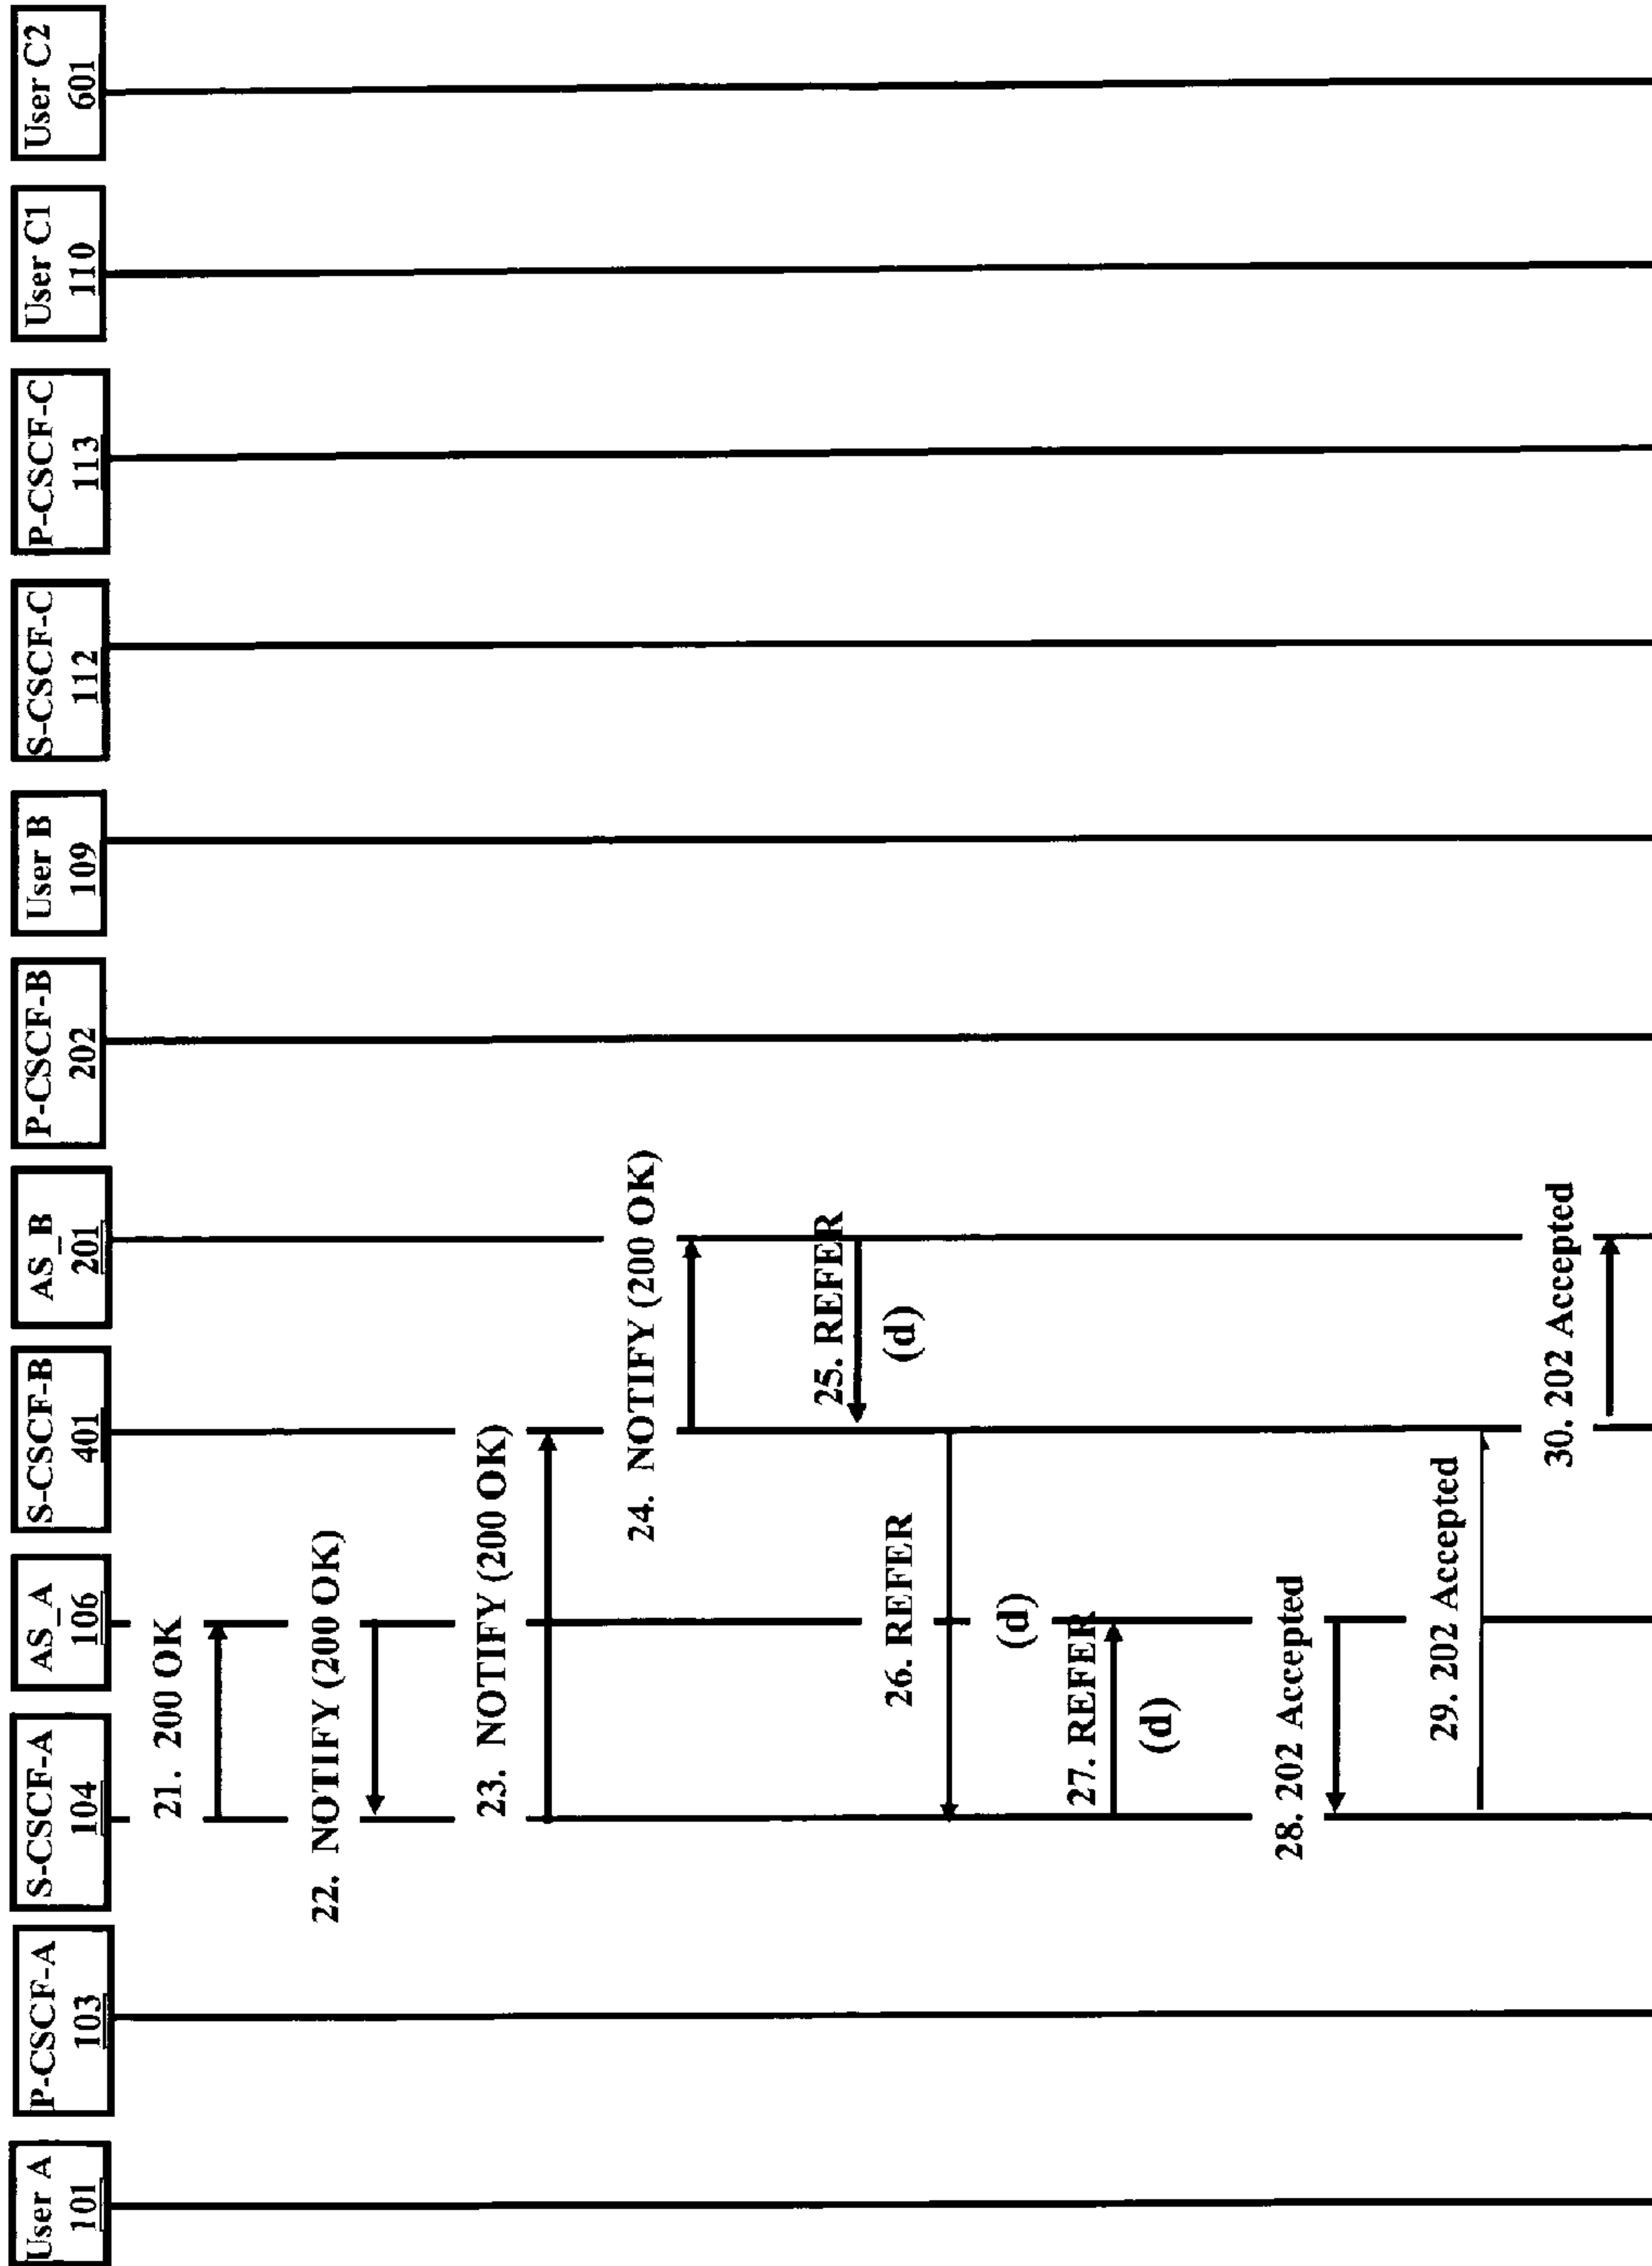 User A
101
P-CSCF-A
103
S-CSCF-A
104
AS_A
106
S-CSCF-B
401
AS_B
201
P-CSCF-B
202
User B
109
S-CSCF-C
112
P-CSCF-C
113
User C1
110
User C2
601
21. 200 OK
22. NOTIFY (200 OK)
23. NOTIFY (200 OK)
24. NOTIFY (200 OK)
25. REFER
(d)
26. REFER
(d)
27. REFER
(d)
28. 202 Accepted
29. 202 Accepted
30. 202 Accepted